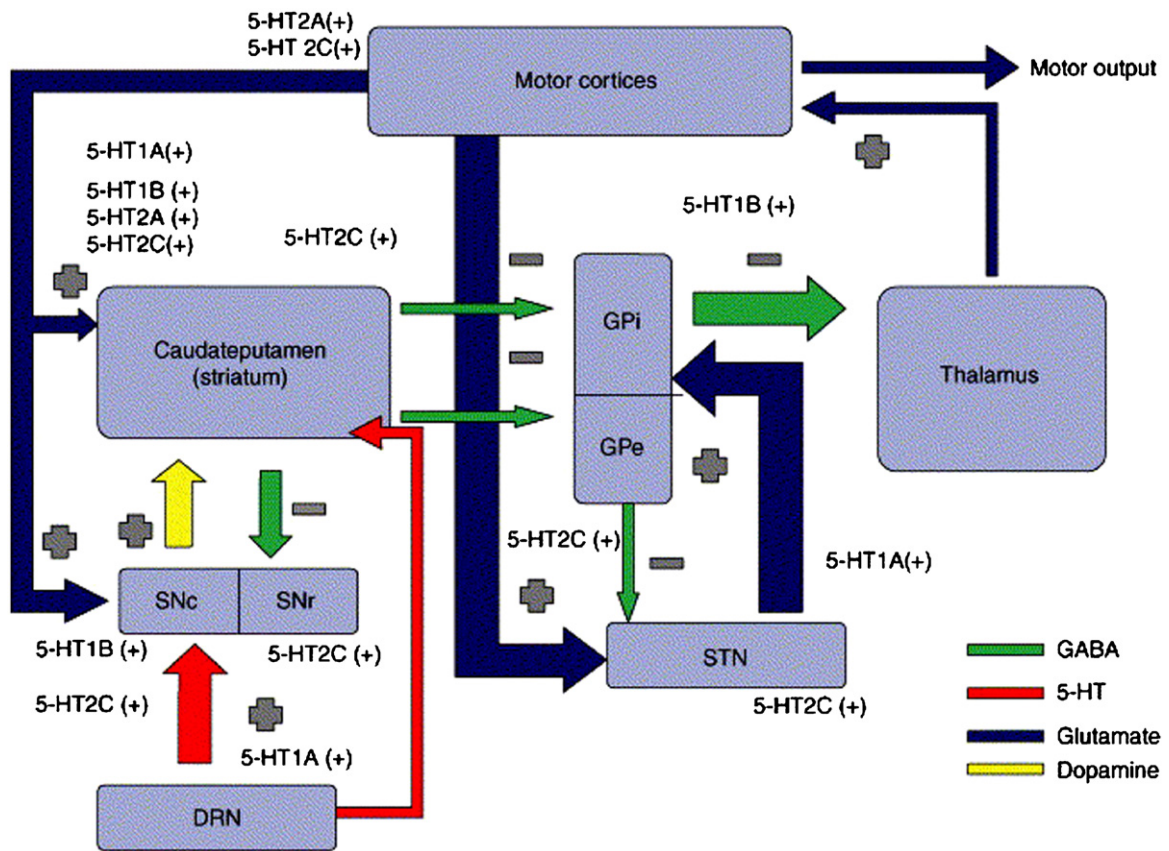 5-HT2A(+)
5-HT 2C(+)
Motor cortices
Motor output
5-HT1A(+)
5-HT1B (+)
5-HT2A (+)
5-HT2C(+)
5-HT2C (+)
5-HT1B (+)
Caudateputamen
(striatum)
GPi
GPe
Thalamus
5-HT2C (+)
5-HT1A(+)
SNc
SNr
5-HT1B (+)
5-HT2C (+)
STN
5-HT2C (+)
5-HT2C (+)
5-HT1A (+)
DRN
GABA
5-HT
Glutamate
Dopamine